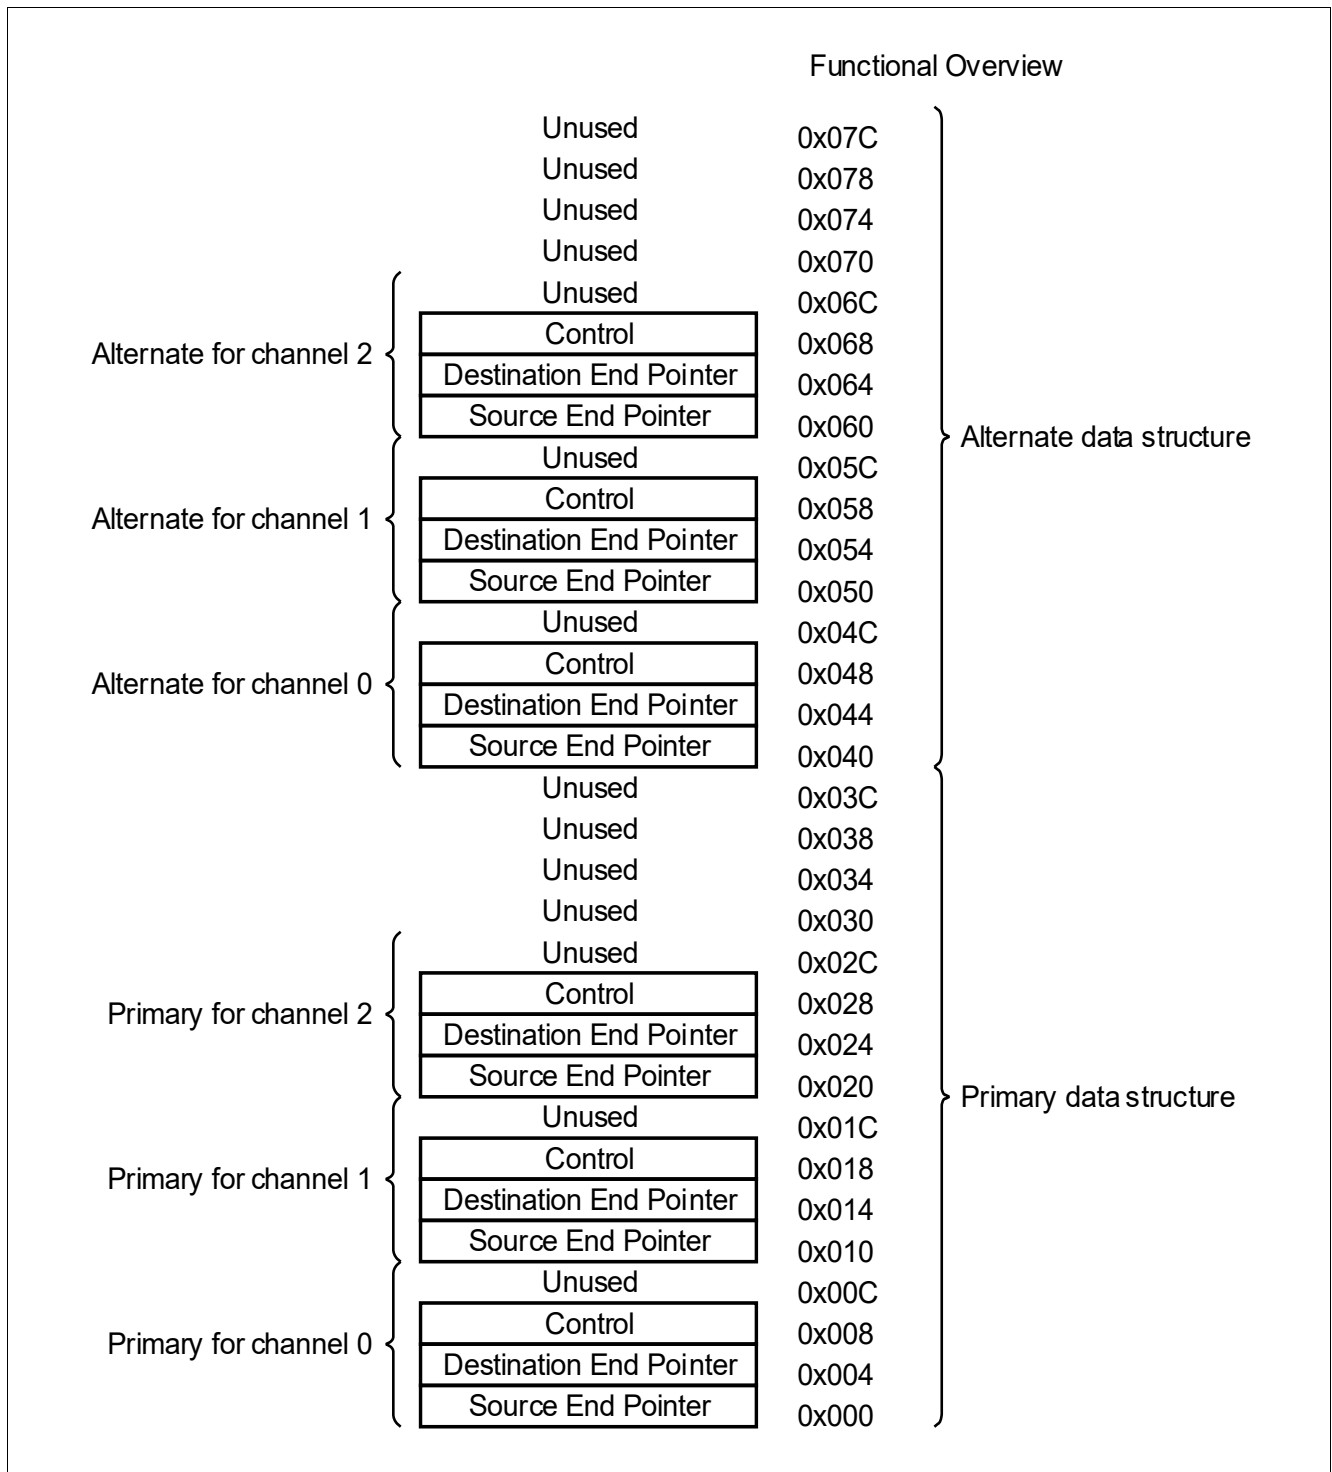 Functional Overview
Unused 0x07C
Unused 0x078
Unused 0x074
Unused 0x070
Unused 0x06C
Control 0x068
Alternate for channel 2
Destination End Pointer 0x064
Source End Pointer 0x060
Alternate data structure
Unused 0x05C
Control 0x058
Alternate for channel 1
Destination End Pointer 0x054
Source End Pointer 0x050
Unused 0x04C
Control 0x048
Alternate for channel 0
Destination End Pointer 0x044
Source End Pointer 0x040
Unused 0x03C
Unused 0x038
Unused 0x034
Unused 0x030
Unused 0x02C
Control 0x028
Primary for channel 2
Destination End Pointer 0x024
Source End Pointer 0x020
Primary data structure
Unused 0x01C
Control 0x018
Primary for channel 1
Destination End Pointer 0x014
Source End Pointer 0x010
Unused 0x00C
Control 0x008
Primary for channel 0
Destination End Pointer 0x004
Source End Pointer 0x000